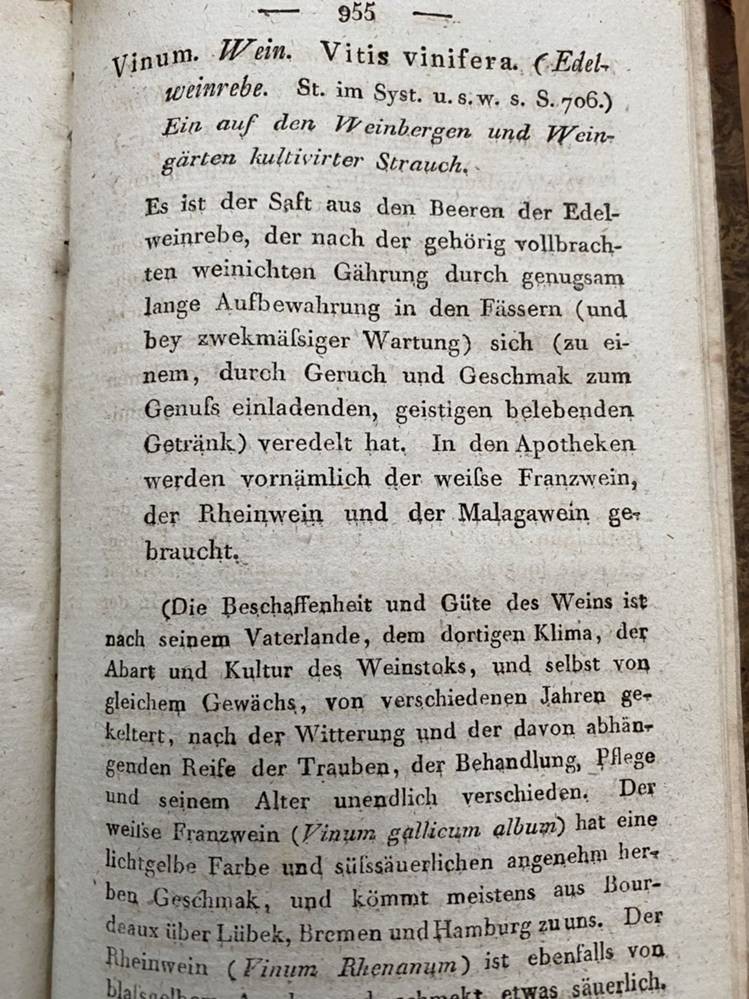 — 955 —
Vinum. Wein. Vitis vinifera. (Edel-
weinrebe. St. im Syst. u. s. w. s. S. 706.)
Ein auf den Weinbergen und Wein-
gärten kultivirter Strauch.
Es ist der Saft aus den Beeren der Edel-
weinrebe, der nach der gehörig vollbrach-
ten weinichten Gährung durch genugsam
lange Aufbewahrung in den Fässern (und
bey zwekmäſsiger Wartung) sich (zu ei-
nem, durch Geruch und Geschmak zum
Genuſs einladenden, geistigen belebenden
Getränk) veredelt hat. In den Apotheken
werden vornämlich der weiſse Franzwein,
der Rheinwein und der Malagawein ge-
braucht.
(Die Beschaffenheit und Güte des Weins ist
nach seinem Vaterlande, dem dortigen Klima, der
Abart und Kultur des Weinstoks, und selbst von
gleichem Gewächs, von verschiedenen Jahren ge-
keltert, nach der Witterung und der davon abhän-
genden Reife der Trauben, der Behandlung, Pflege
und seinem Alter unendlich verschieden. Der
weiſse Franzwein (Vinum gallicum album) hat eine
lichtgelbe Farbe und süſssäuerlichen angenehm her-
ben Geschmak, und kömmt meistens aus Bour-
deaux über Lübek, Bremen und Hamburg zu uns. Der
Rheinwein (Vinum Rhenanum) ist ebenfalls von
etwas säuerlich.